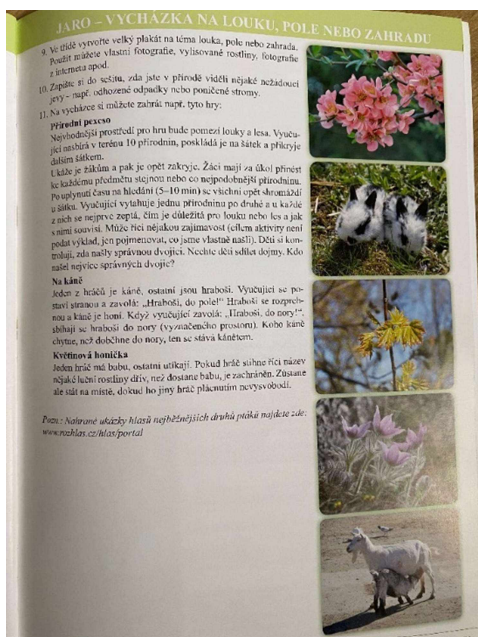 JARO – VYCHÁZKA NA LOUKU, POLE NEBO ZAHRADU
9. Ve třídě vytvořte velký plakát na téma louka, pole nebo zahrada.
Použít můžete vlastní fotografie, vylisované rostliny, fotografie
z internetu apod.
10. Zapište si do sešitu, zda jste v přírodě viděli nějaké nežádoucí
jevy – např. odhozené odpadky nebo poničené stromy.
11. Na vycházce si můžete zahrát např. tyto hry:
Přírodní pexeso
Nejvhodnější prostředí pro hru bude pomezí louky a lesa. Vyuču-
jící nasbírá v terénu 10 přírodnin, poskládá je na šátek a přikryje
dalším šátkem.
Ukáže je žákům a pak je opět zakryje. Žáci mají za úkol přinést
ke každému předmětu stejnou nebo co nejpodobnější přírodninu.
Po uplynutí času na hledání (5–10 min) se všichni opět shromáždí
u šátku. Vyučující vytahuje jednu přírodninu po druhé a u každé
z nich se nejprve zeptá, čím je důležitá pro louku nebo les a jak
s nimi souvisí. Může říci nějakou zajímavost (cílem aktivity není
podat výklad, jen pojmenovat, co jsme vlastně našli). Děti si kon-
trolují, zda našly správnou dvojici. Nechte děti sdílet dojmy. Kdo
našel nejvíce správných dvojic?
Na káně
Jeden z hráčů je káně, ostatní jsou hraboši. Vyučující se po-
staví stranou a zavolá: „Hraboši, do pole!“ Hraboši se rozprch-
nou a káně je honí. Když vyučující zavolá: „Hraboši, do nory!“,
sbíhají se hraboši do nory (vyznačeného prostoru). Koho káně
chytne, než doběhne do nory, ten se stává kánětem.
Květinová honička
Jeden hráč má babu, ostatní utíkají. Pokud hráč stihne říci název
nějaké luční rostliny dřív, než dostane babu, je zachráněn. Zůstane
ale stát na místě, dokud ho jiný hráč plácnutím nevysvobodí.
Pozn.: Nahrané ukázky hlasů nejběžnějších druhů ptáků najdete zde:
www.rozhlas.cz/hlas/portal